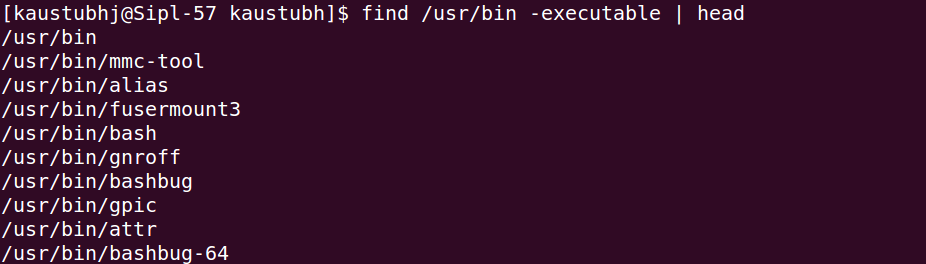 [kaustubhj@Sipl-57 kaustubh]$ find /usr/bin -executable | head
/usr/bin
/usr/bin/mmc-tool
/usr/bin/alias
/usr/bin/fusermount3
/usr/bin/bash
/usr/bin/gnroff
/usr/bin/bashbug
/usr/bin/gpic
/usr/bin/attr
/usr/bin/bashbug-64